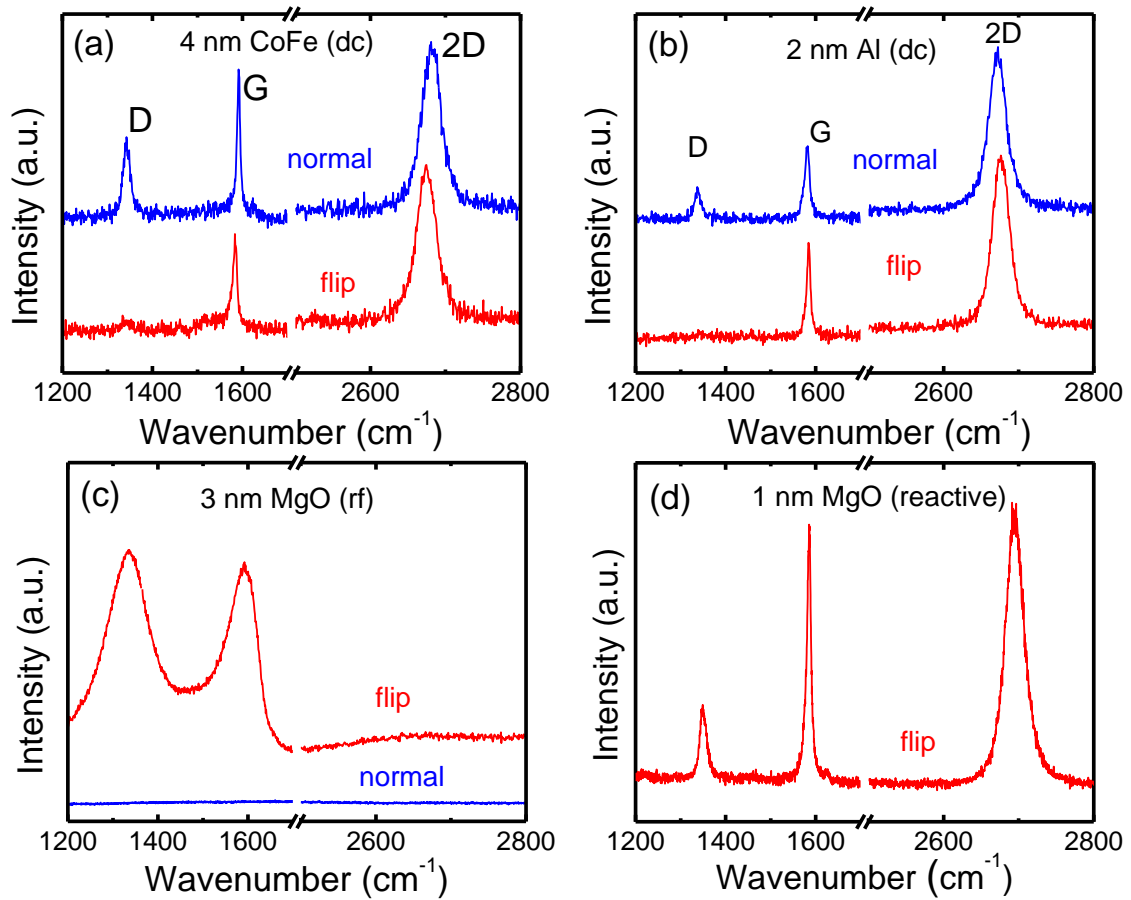 (a)
4 nm CoFe (dc)
2D
D
G
normal
flip
Intensity (a.u.)
1200 1400 1600 2600 2800
Wavenumber (cm⁻¹)
(b)
2 nm Al (dc)
2D
D
G
normal
flip
Intensity (a.u.)
1200 1400 1600 2600 2800
Wavenumber (cm⁻¹)
(c)
3 nm MgO (rf)
flip
normal
Intensity (a.u.)
1200 1400 1600 2600 2800
Wavenumber (cm⁻¹)
(d)
1 nm MgO (reactive)
flip
Intensity (a.u.)
1200 1400 1600 2600 2800
Wavenumber (cm⁻¹)